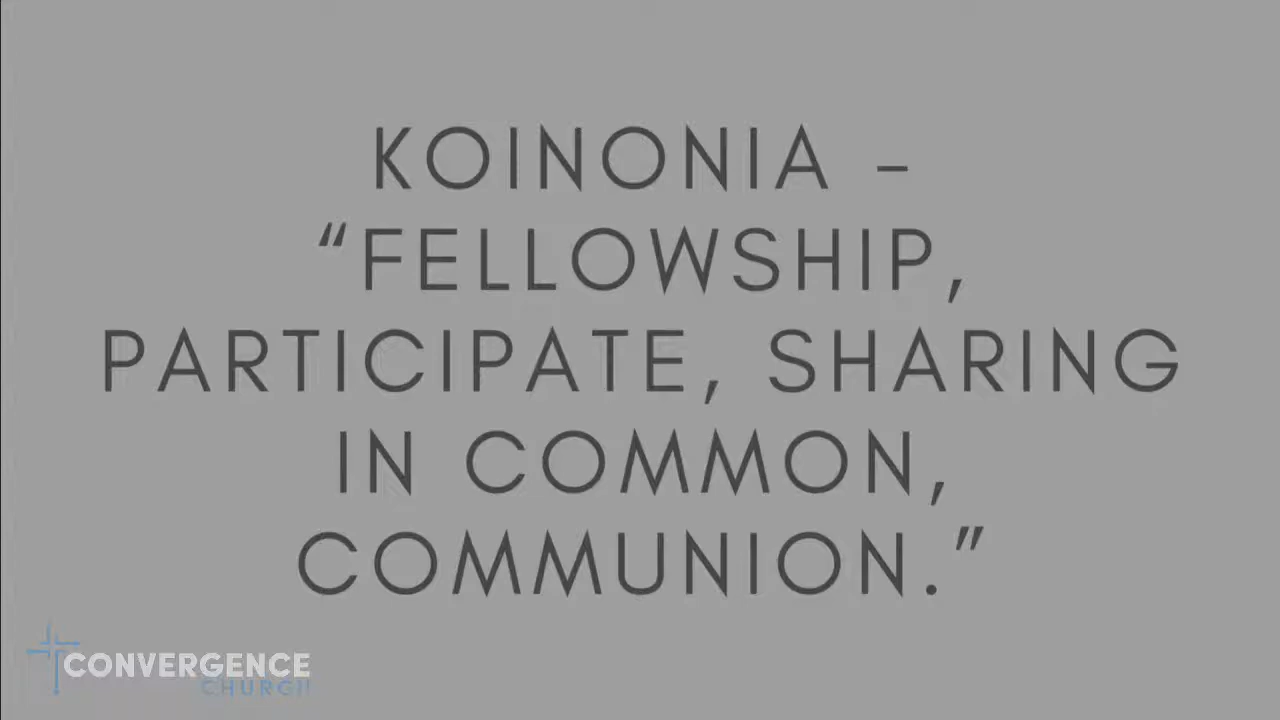 KOINONIA –
“FELLOWSHIP,
PARTICIPATE, SHARING
IN COMMON,
COMMUNION.”
CONVERGENCE
CHURCH